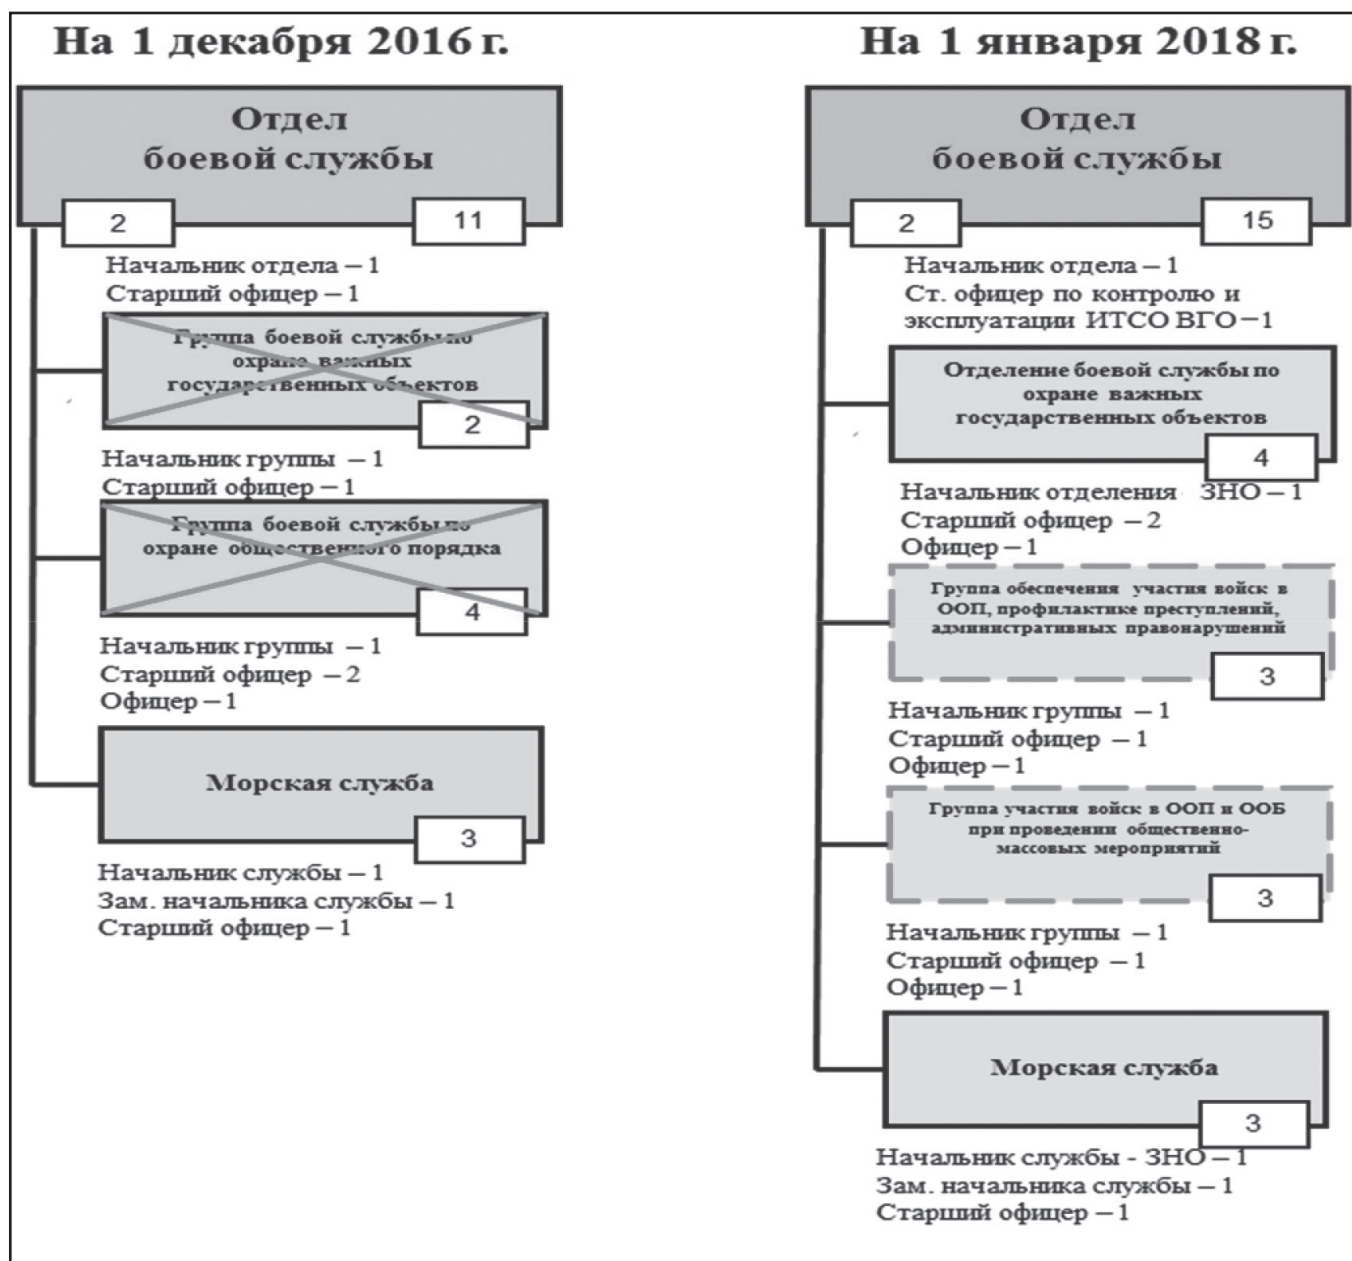 На 1 декабря 2016 г.
Отдел
боевой службы
2
11
Начальник отдела – 1
Старший офицер – 1
Группа боевой службы по
охране важных
государственных объектов
2
Начальник группы – 1
Старший офицер – 1
Группа боевой службы по
охране общественного порядка
4
Начальник группы – 1
Старший офицер – 2
Офицер – 1
Морская служба
3
Начальник службы – 1
Зам. начальника службы – 1
Старший офицер – 1
На 1 января 2018 г.
Отдел
боевой службы
2
15
Начальник отдела – 1
Ст. офицер по контролю и
эксплуатации ИТСО ВГО – 1
Отделение боевой службы по
охране важных
государственных объектов
4
Начальник отделения ЗНО – 1
Старший офицер – 2
Офицер – 1
Группа обеспечения участия войск в
ООП, профилактике преступлений,
административных правонарушений
3
Начальник группы – 1
Старший офицер – 1
Офицер – 1
Группа участия войск в ООП и ООБ
при проведении общественно-
массовых мероприятий
3
Начальник группы – 1
Старший офицер – 1
Офицер – 1
Морская служба
3
Начальник службы - ЗНО – 1
Зам. начальника службы – 1
Старший офицер – 1